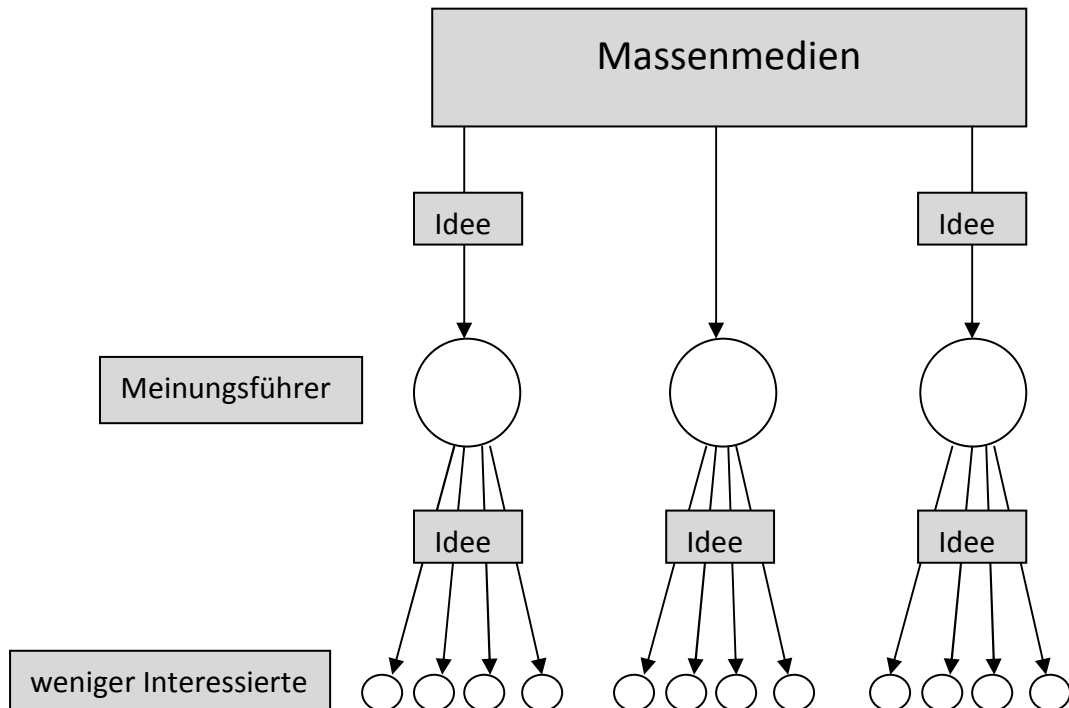 Massenmedien
Idee
Idee
Meinungsführer
Idee
Idee
Idee
weniger Interessierte